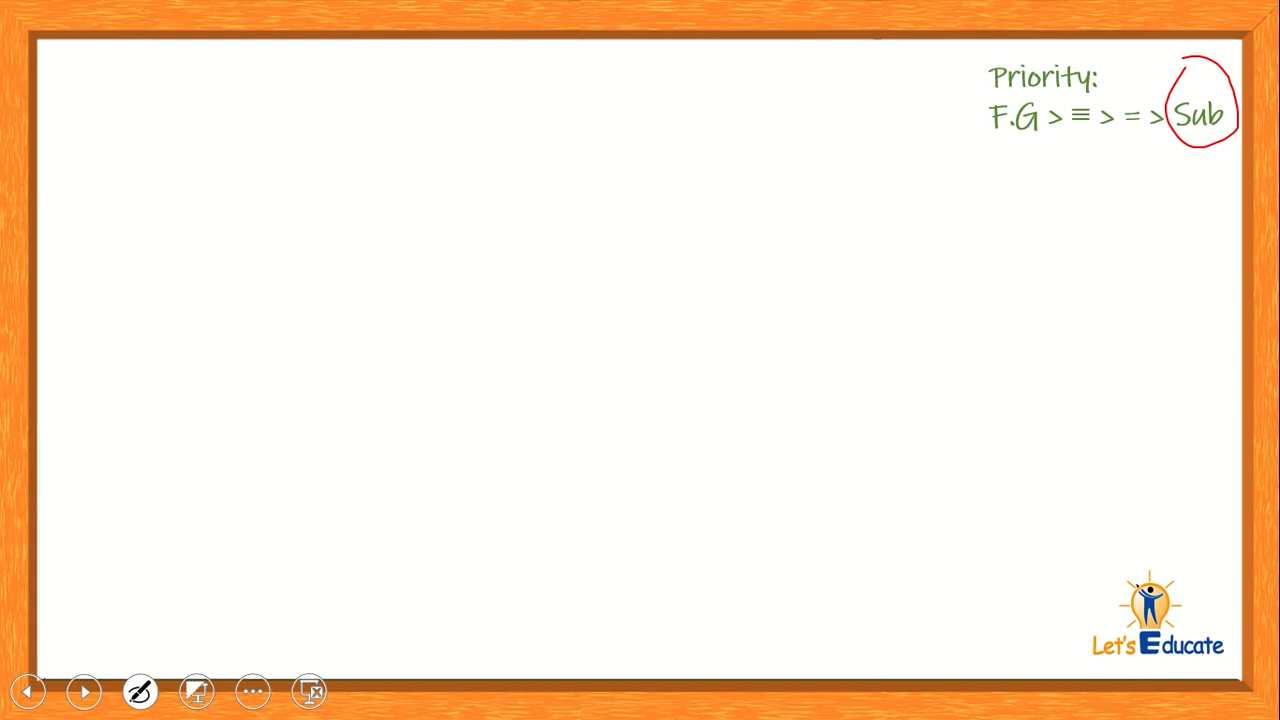 Priority:
F.G > ≡ > = > Sub
Let's Educate